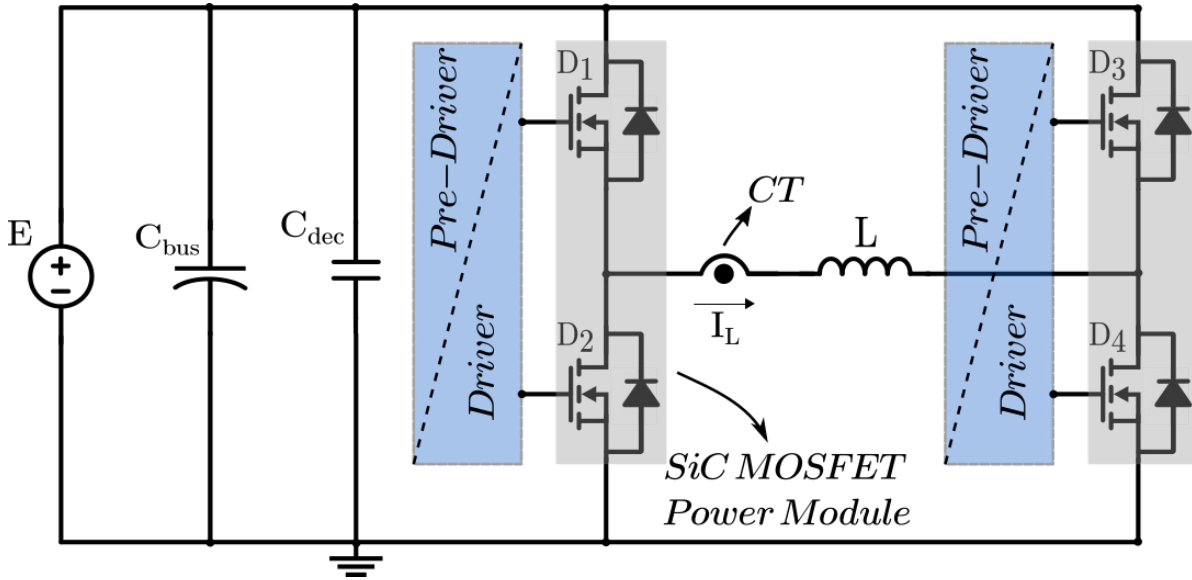 E
+
−
C_bus
C_dec
Pre-Driver
Driver
D1
D2
CT
L
I_L
SiC MOSFET
Power Module
Pre-Driver
Driver
D3
D4